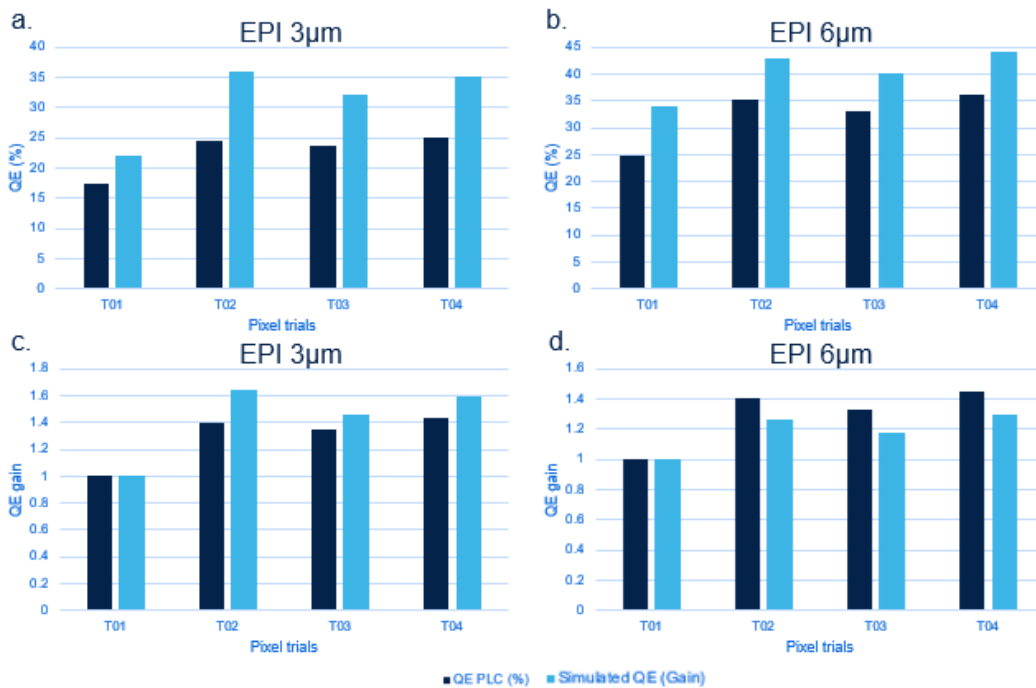 a.
EPI 3µm
40
35
30
25
20
15
10
5
0
QE (%)
T01 T02 T03 T04
Pixel trials
b.
EPI 6µm
45
40
35
30
25
20
15
10
5
0
QE (%)
T01 T02 T03 T04
Pixel trials
c.
EPI 3µm
1.8
1.6
1.4
1.2
1
0.8
0.6
0.4
0.2
0
QE gain
T01 T02 T03 T04
Pixel trials
d.
EPI 6µm
1.6
1.4
1.2
1
0.8
0.6
0.4
0.2
0
QE gain
T01 T02 T03 T04
Pixel trials
QE PLC (%) Simulated QE (Gain)